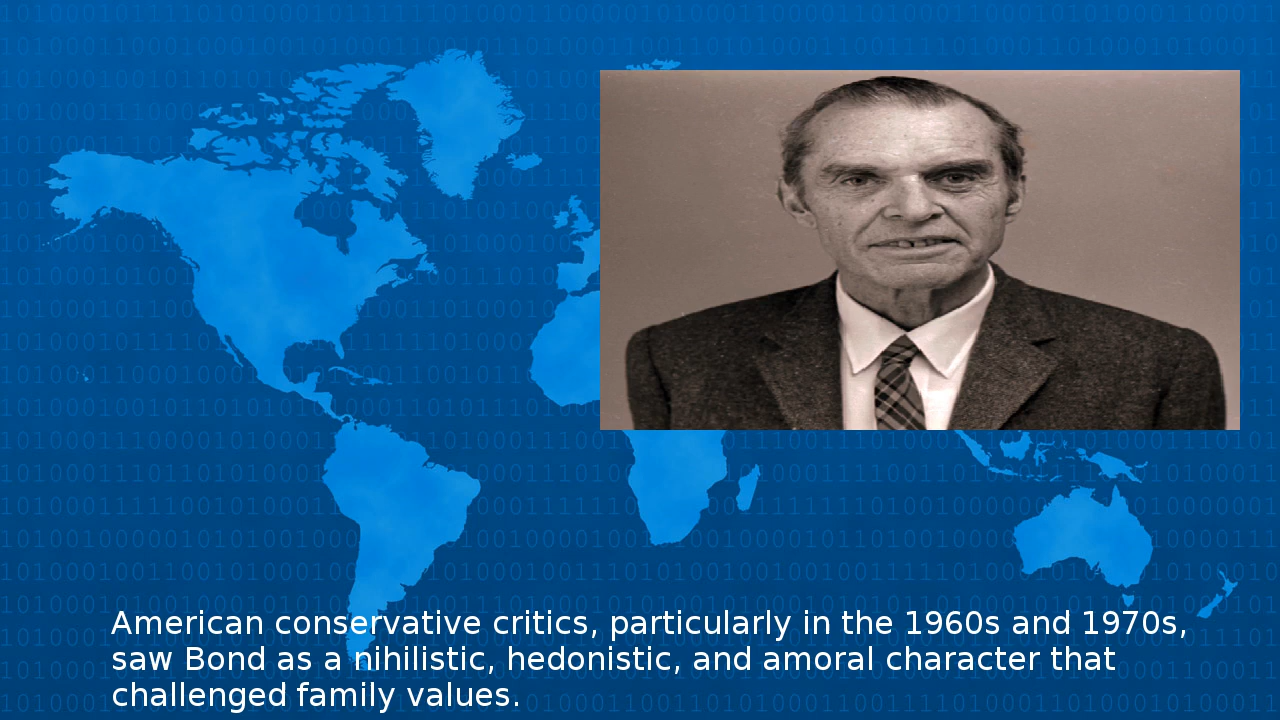 American conservative critics, particularly in the 1960s and 1970s,
saw Bond as a nihilistic, hedonistic, and amoral character that
challenged family values.